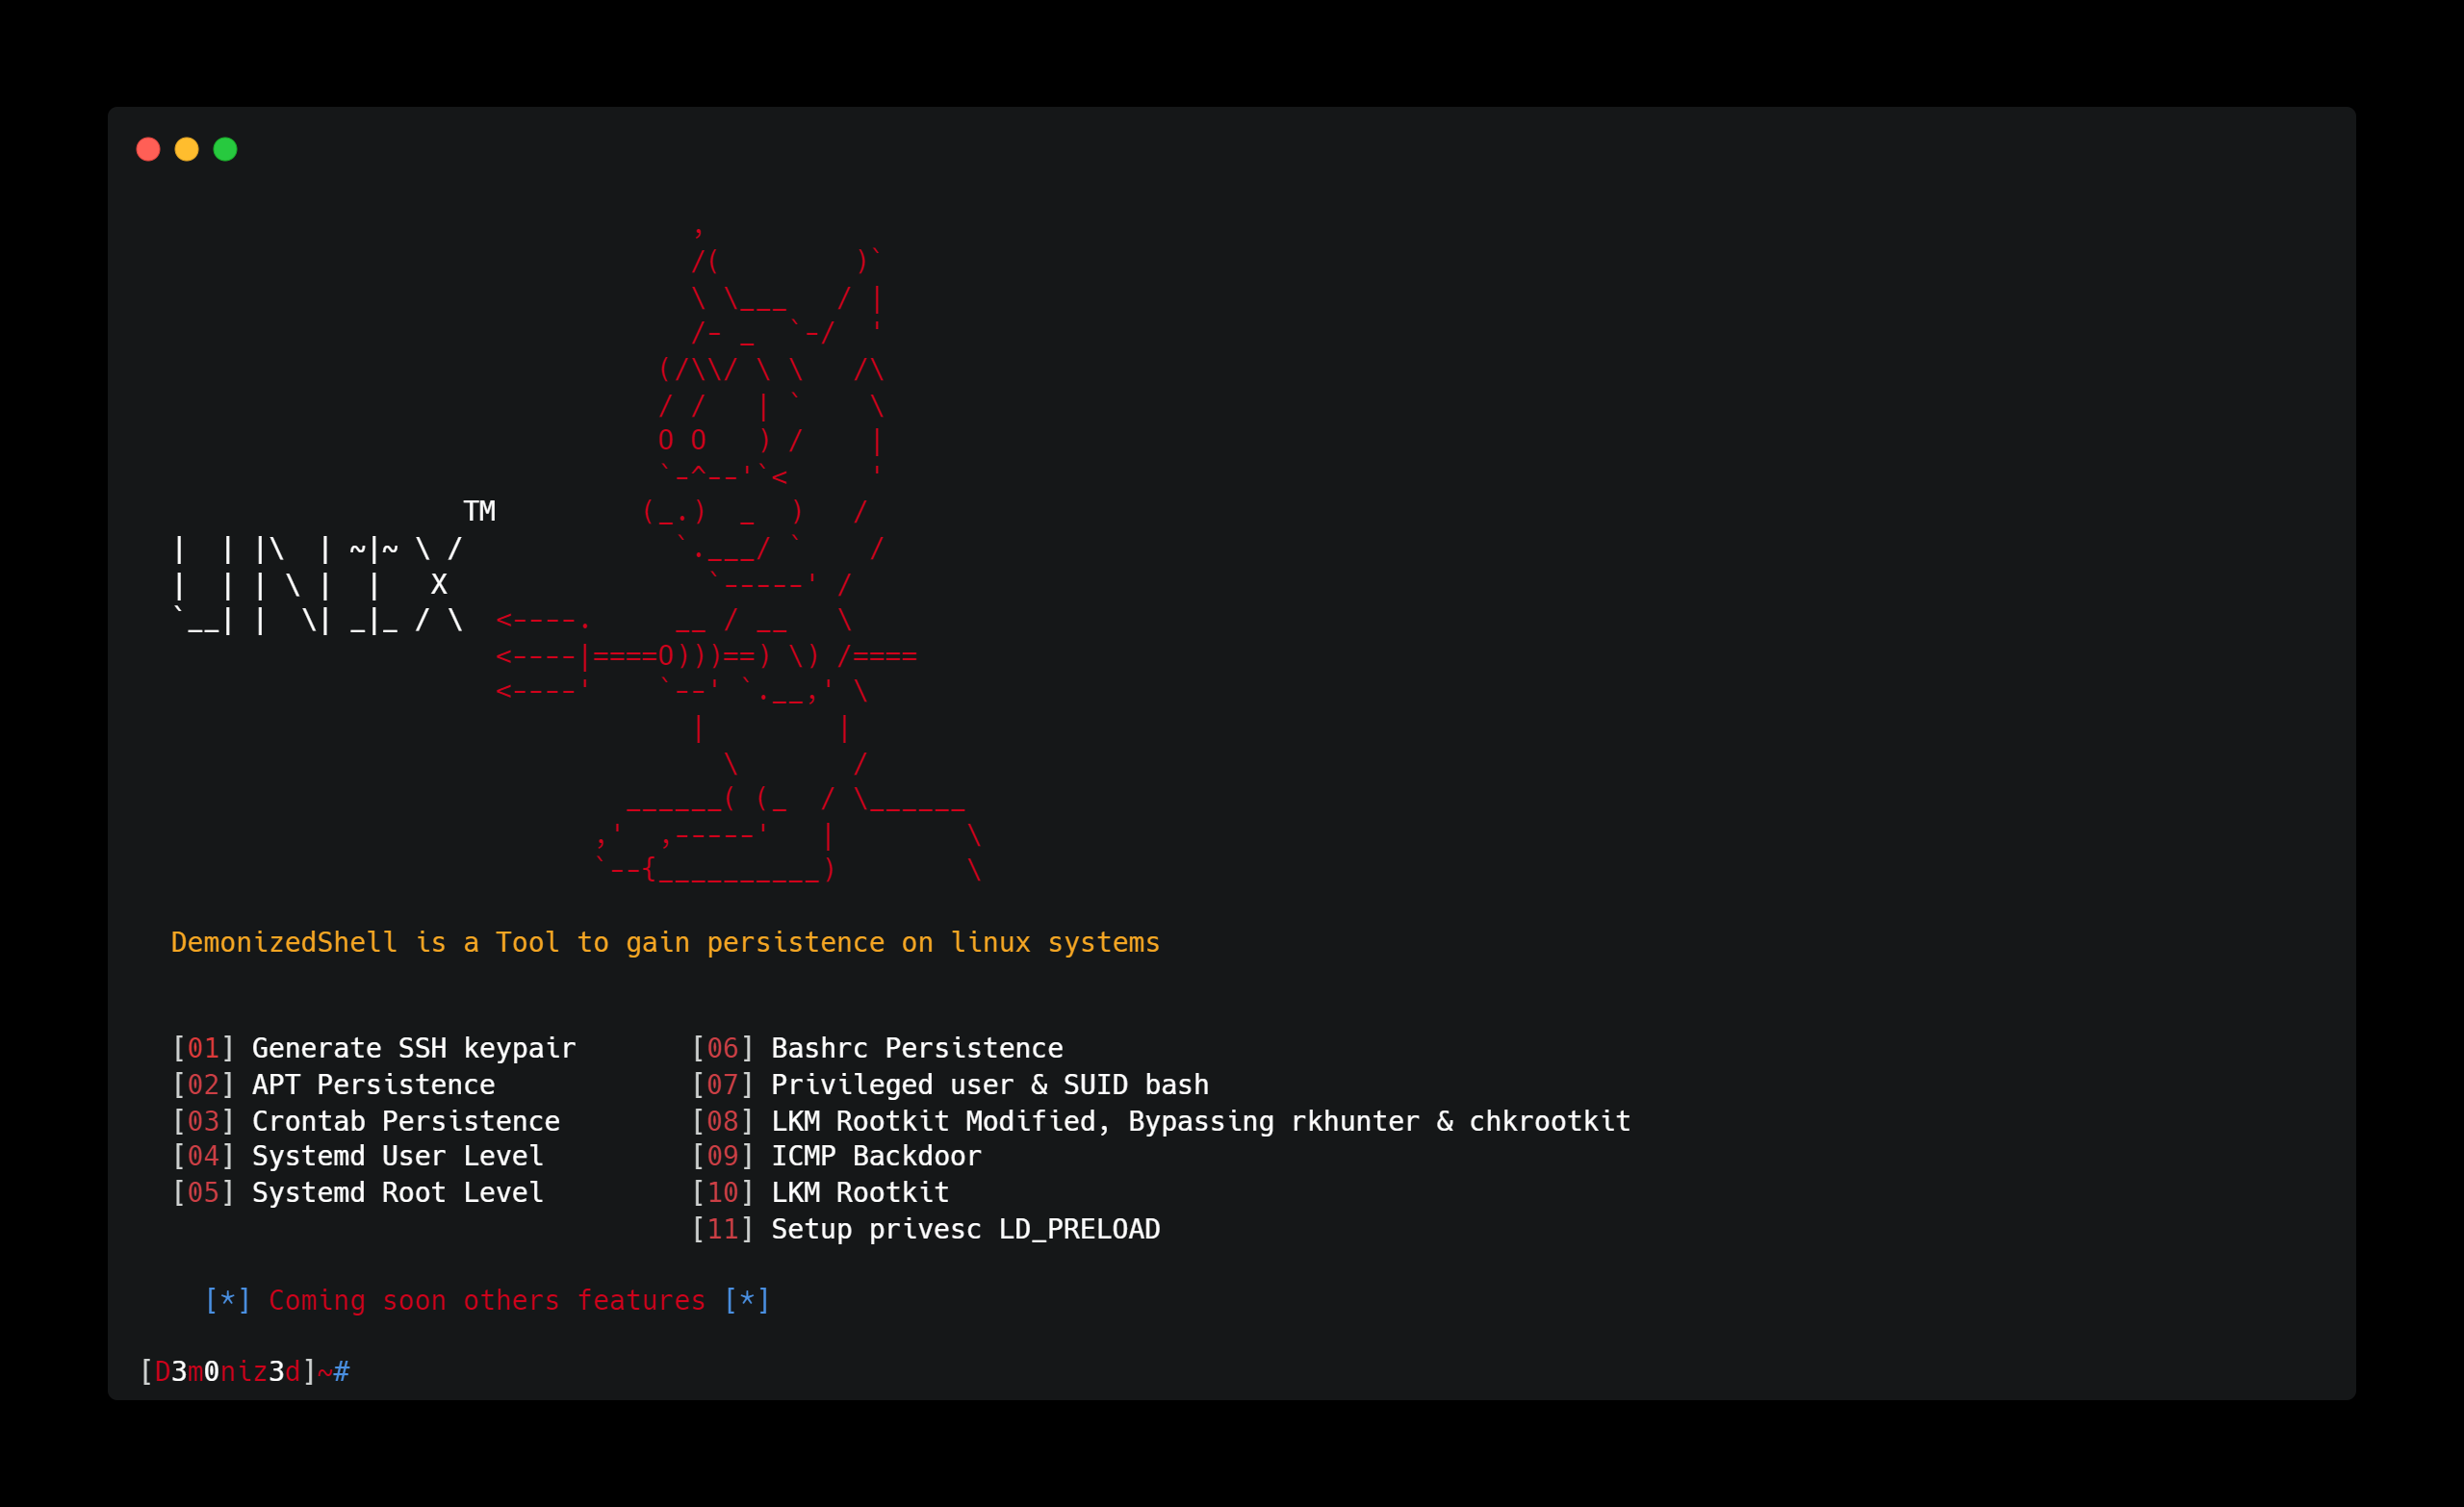 ,
                                  /(         )`
                                  \ \___   / |
                                  /- _  `-/  '
                                (/\\/ \ \   /\
                                / /   | `    \
                                O O   ) /    |
                                `-^--'`<     '
                    TM         (_.)  _  )   /
  |  | |\  | ~|~ \ /             `.___/ `    /
  |  | | \ |  |   X                `-----' /
  `__| |  \| _|_ / \  <----.     __ / __   \
                      <----|====O)))==) \) /====
                      <----'    `--' `.__,' \
                                  |        |
                                    \       /
                              ______( (_  / \______
                            ,'  ,-----'   |        \
                            `--{__________)        \
DemonizedShell is a Tool to gain persistence on linux systems
[01] Generate SSH keypair       [06] Bashrc Persistence
[02] APT Persistence            [07] Privileged user & SUID bash
[03] Crontab Persistence        [08] LKM Rootkit Modified, Bypassing rkhunter & chkrootkit
[04] Systemd User Level         [09] ICMP Backdoor
[05] Systemd Root Level         [10] LKM Rootkit
                                [11] Setup privesc LD_PRELOAD
[*] Coming soon others features [*]
[D3m0niz3d]~#